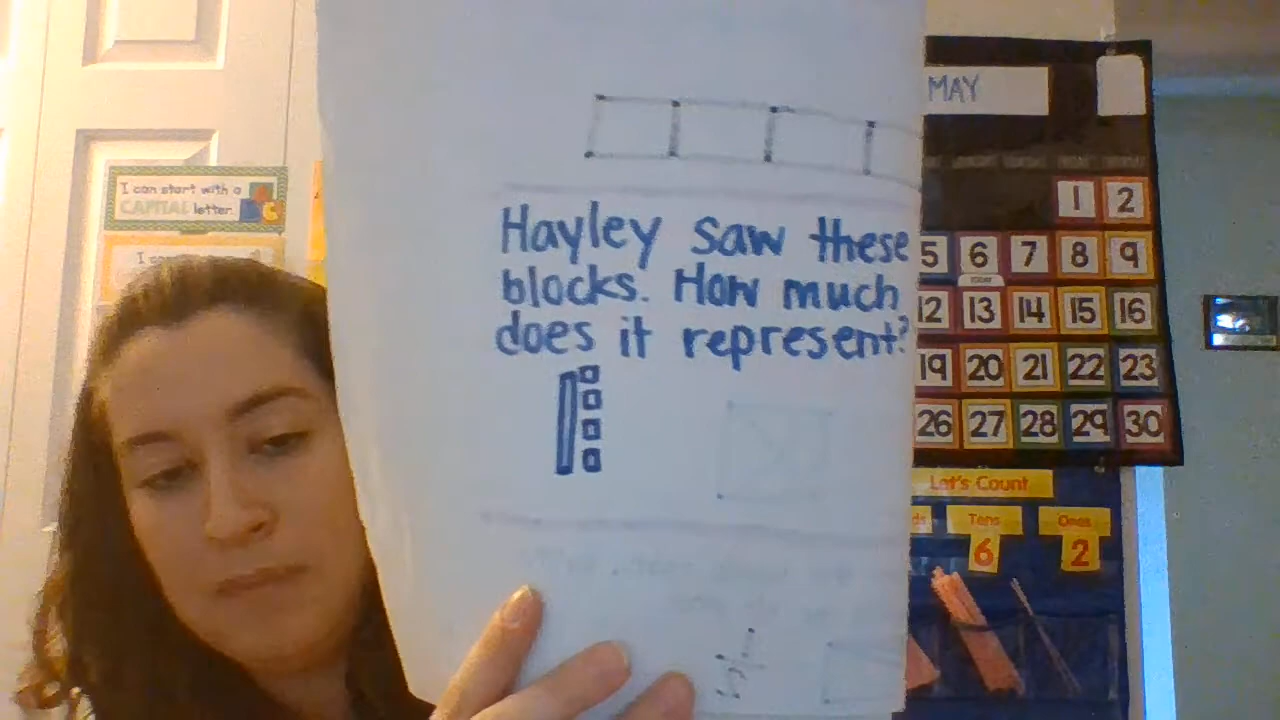 MAY
I can start with a
CAPITAL letter.
Hayley saw these
blocks. How much
does it represent?
1 2
5 6 7 8 9
12 13 14 15 16
19 20 21 22 23
26 27 28 29 30
Let's Count
Tens Ones
6 2